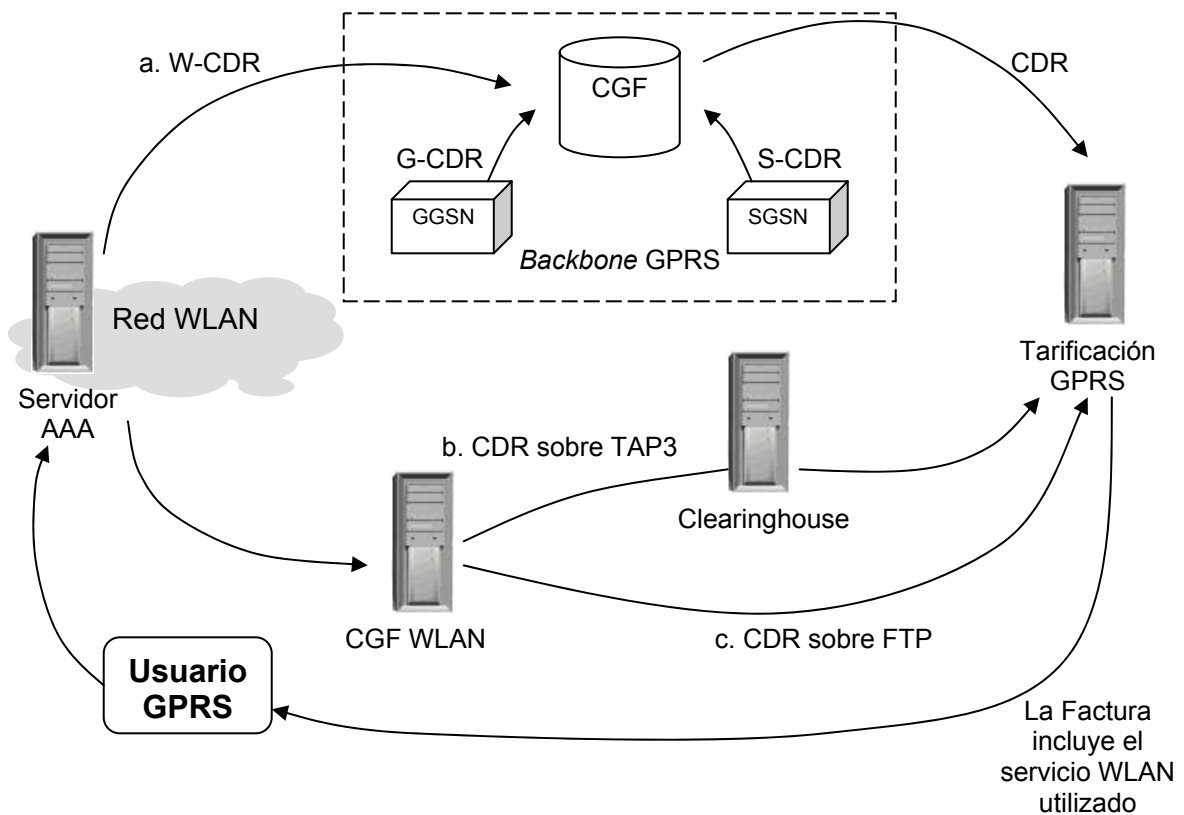 a. W-CDR
CGF
CDR
G-CDR
S-CDR
GGSN
SGSN
Backbone GPRS
Red WLAN
Servidor
AAA
Tarificación
GPRS
b. CDR sobre TAP3
Clearinghouse
CGF WLAN
c. CDR sobre FTP
Usuario
GPRS
La Factura
incluye el
servicio WLAN
utilizado